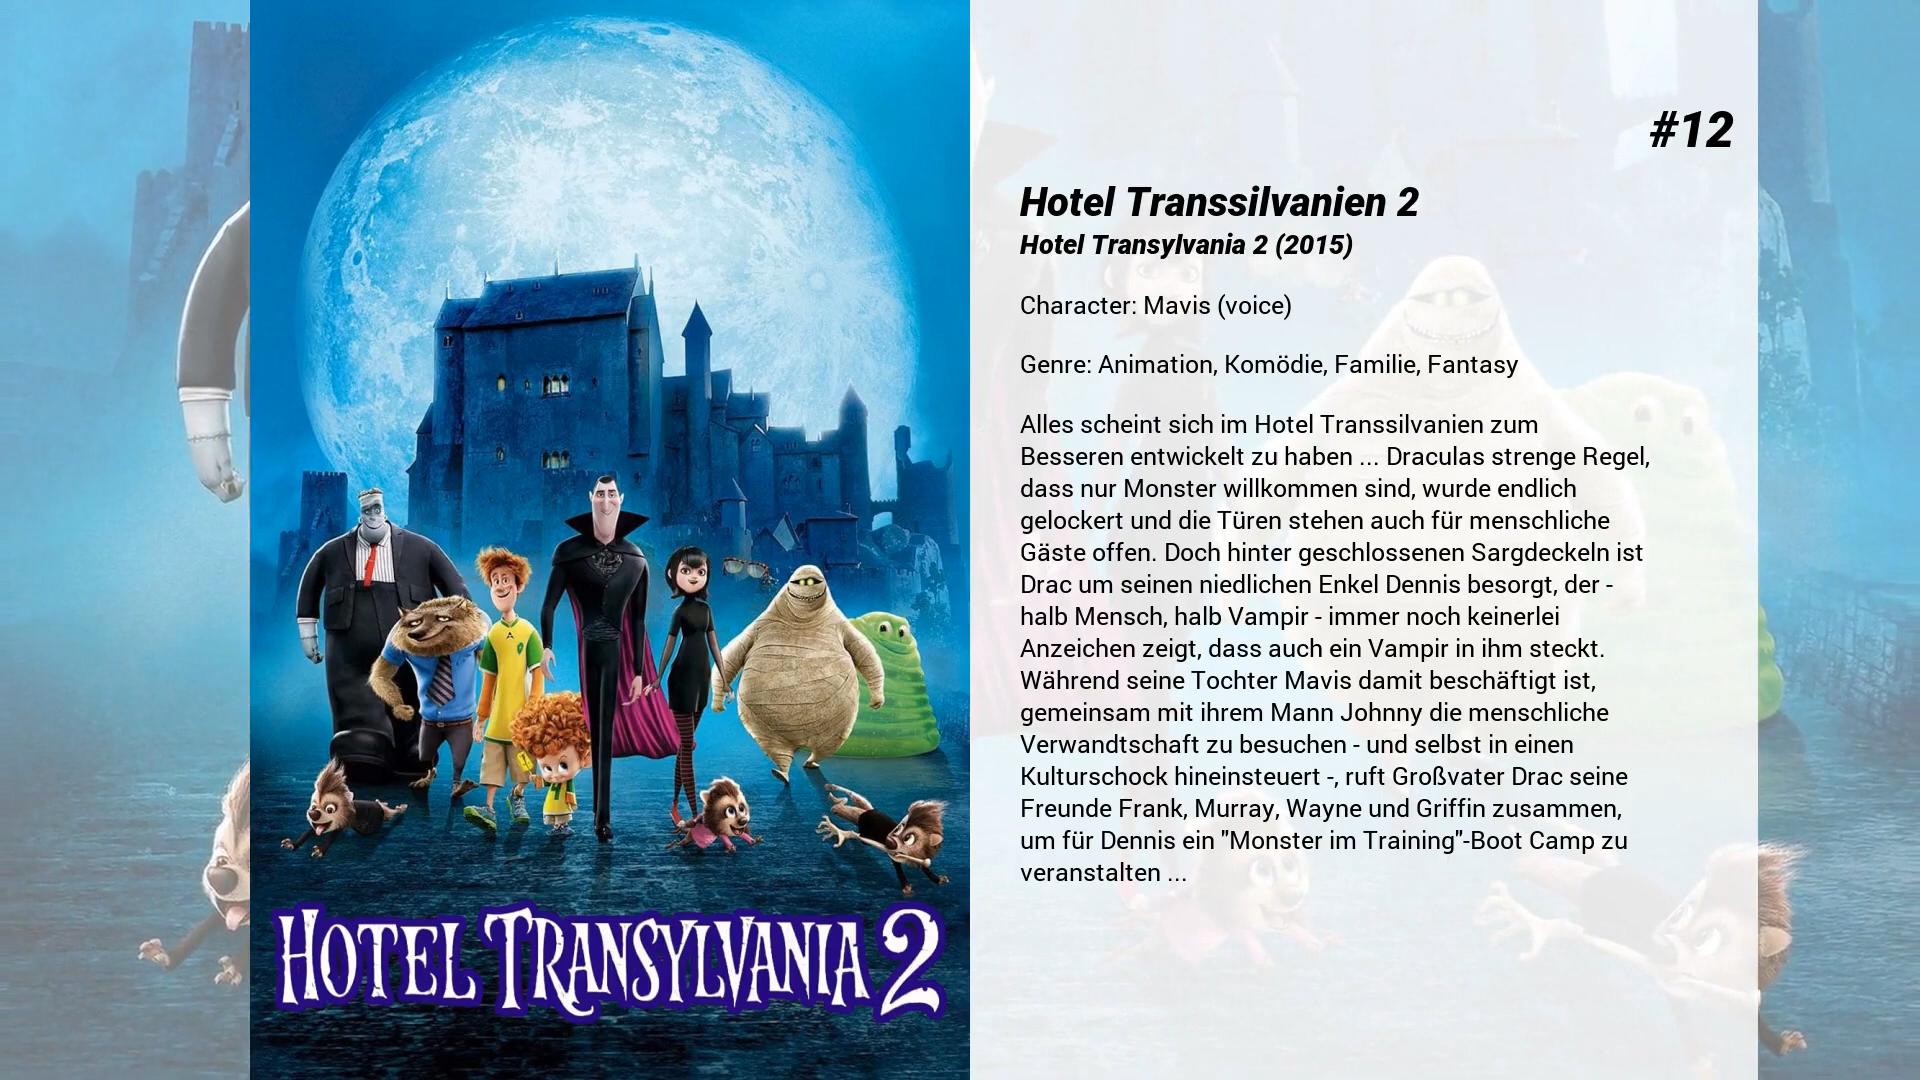 #12
Hotel Transsilvanien 2
Hotel Transylvania 2 (2015)
Character: Mavis (voice)
Genre: Animation, Komödie, Familie, Fantasy
Alles scheint sich im Hotel Transsilvanien zum
Besseren entwickelt zu haben ... Draculas strenge Regel,
dass nur Monster willkommen sind, wurde endlich
gelockert und die Türen stehen auch für menschliche
Gäste offen. Doch hinter geschlossenen Sargdeckeln ist
Drac um seinen niedlichen Enkel Dennis besorgt, der -
halb Mensch, halb Vampir - immer noch keinerlei
Anzeichen zeigt, dass auch ein Vampir in ihm steckt.
Während seine Tochter Mavis damit beschäftigt ist,
gemeinsam mit ihrem Mann Johnny die menschliche
Verwandtschaft zu besuchen - und selbst in einen
Kulturschock hineinsteuert -, ruft Großvater Drac seine
Freunde Frank, Murray, Wayne und Griffin zusammen,
um für Dennis ein "Monster im Training"-Boot Camp zu
veranstalten ...
HOTEL TRANSYLVANIA 2